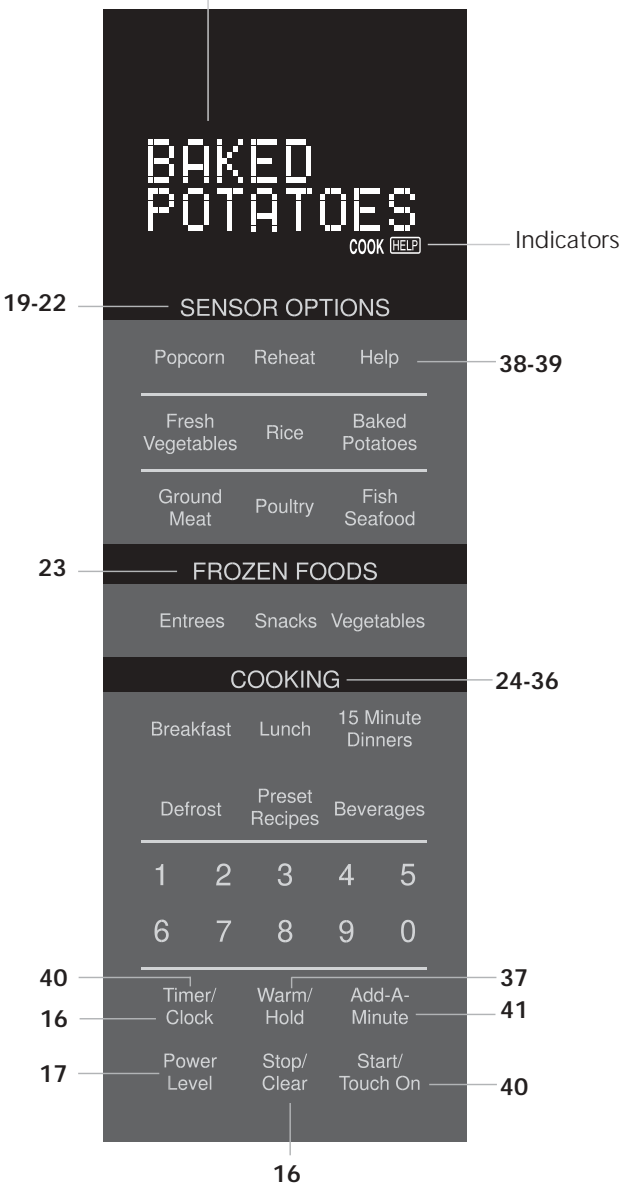 BAKED
POTATOES
COOK HELP
Indicators
19-22
SENSOR OPTIONS
Popcorn Reheat Help
38-39
Fresh
Vegetables
Rice
Baked
Potatoes
Ground
Meat
Poultry
Fish
Seafood
23
FROZEN FOODS
Entrees Snacks Vegetables
COOKING
24-36
Breakfast Lunch
15 Minute
Dinners
Defrost
Preset
Recipes
Beverages
1 2 3 4 5
6 7 8 9 0
40
37
Timer/
Clock
Warm/
Hold
Add-A-
Minute
16
41
Power
Level
Stop/
Clear
Start/
Touch On
17
40
16